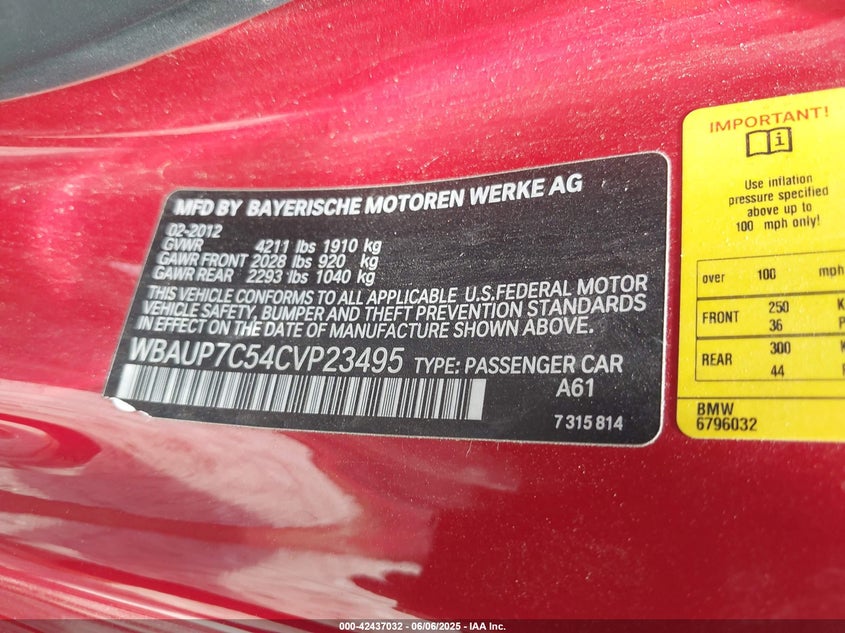 MFD BY BAYERISCHE MOTOREN WERKE AG
02-2012
GVWR 4211 lbs 1910 kg
GAWR FRONT 2028 lbs 920 kg
GAWR REAR 2293 lbs 1040 kg
THIS VEHICLE CONFORMS TO ALL APPLICABLE U.S.FEDERAL MOTOR
VEHICLE SAFETY, BUMPER AND THEFT PREVENTION STANDARDS
IN EFFECT ON THE DATE OF MANUFACTURE SHOWN ABOVE.
WBAUP7C54CVP23495 TYPE: PASSENGER CAR
A61
7 315 814
IMPORTANT!
i
Use inflation
pressure specified
above up to
100 mph only!
over 100 mph
FRONT 250
36
REAR 300
44
BMW
6796032
000-42437032 | 06/06/2025 - IAA Inc.